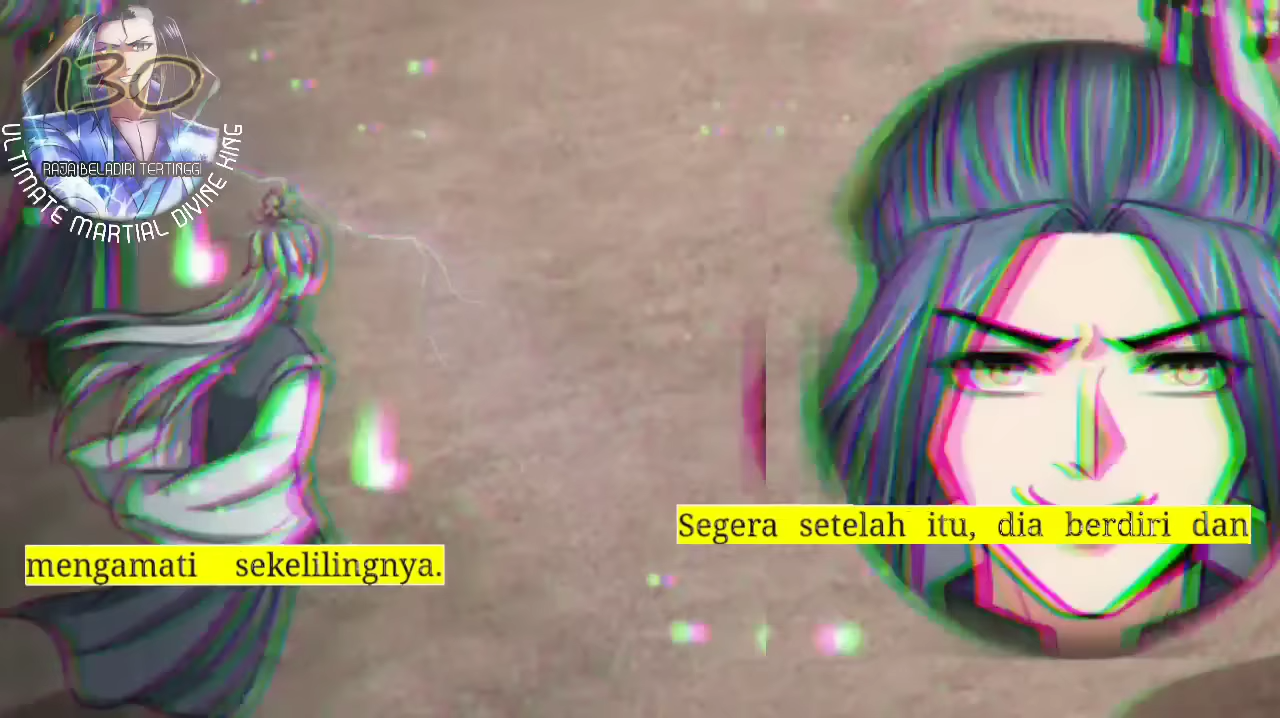 130
RAJA BELADIRI TERTINGGI
ULTIMATE MARTIAL DIVINE KING
Segera setelah itu, dia berdiri dan
mengamati sekelilingnya.